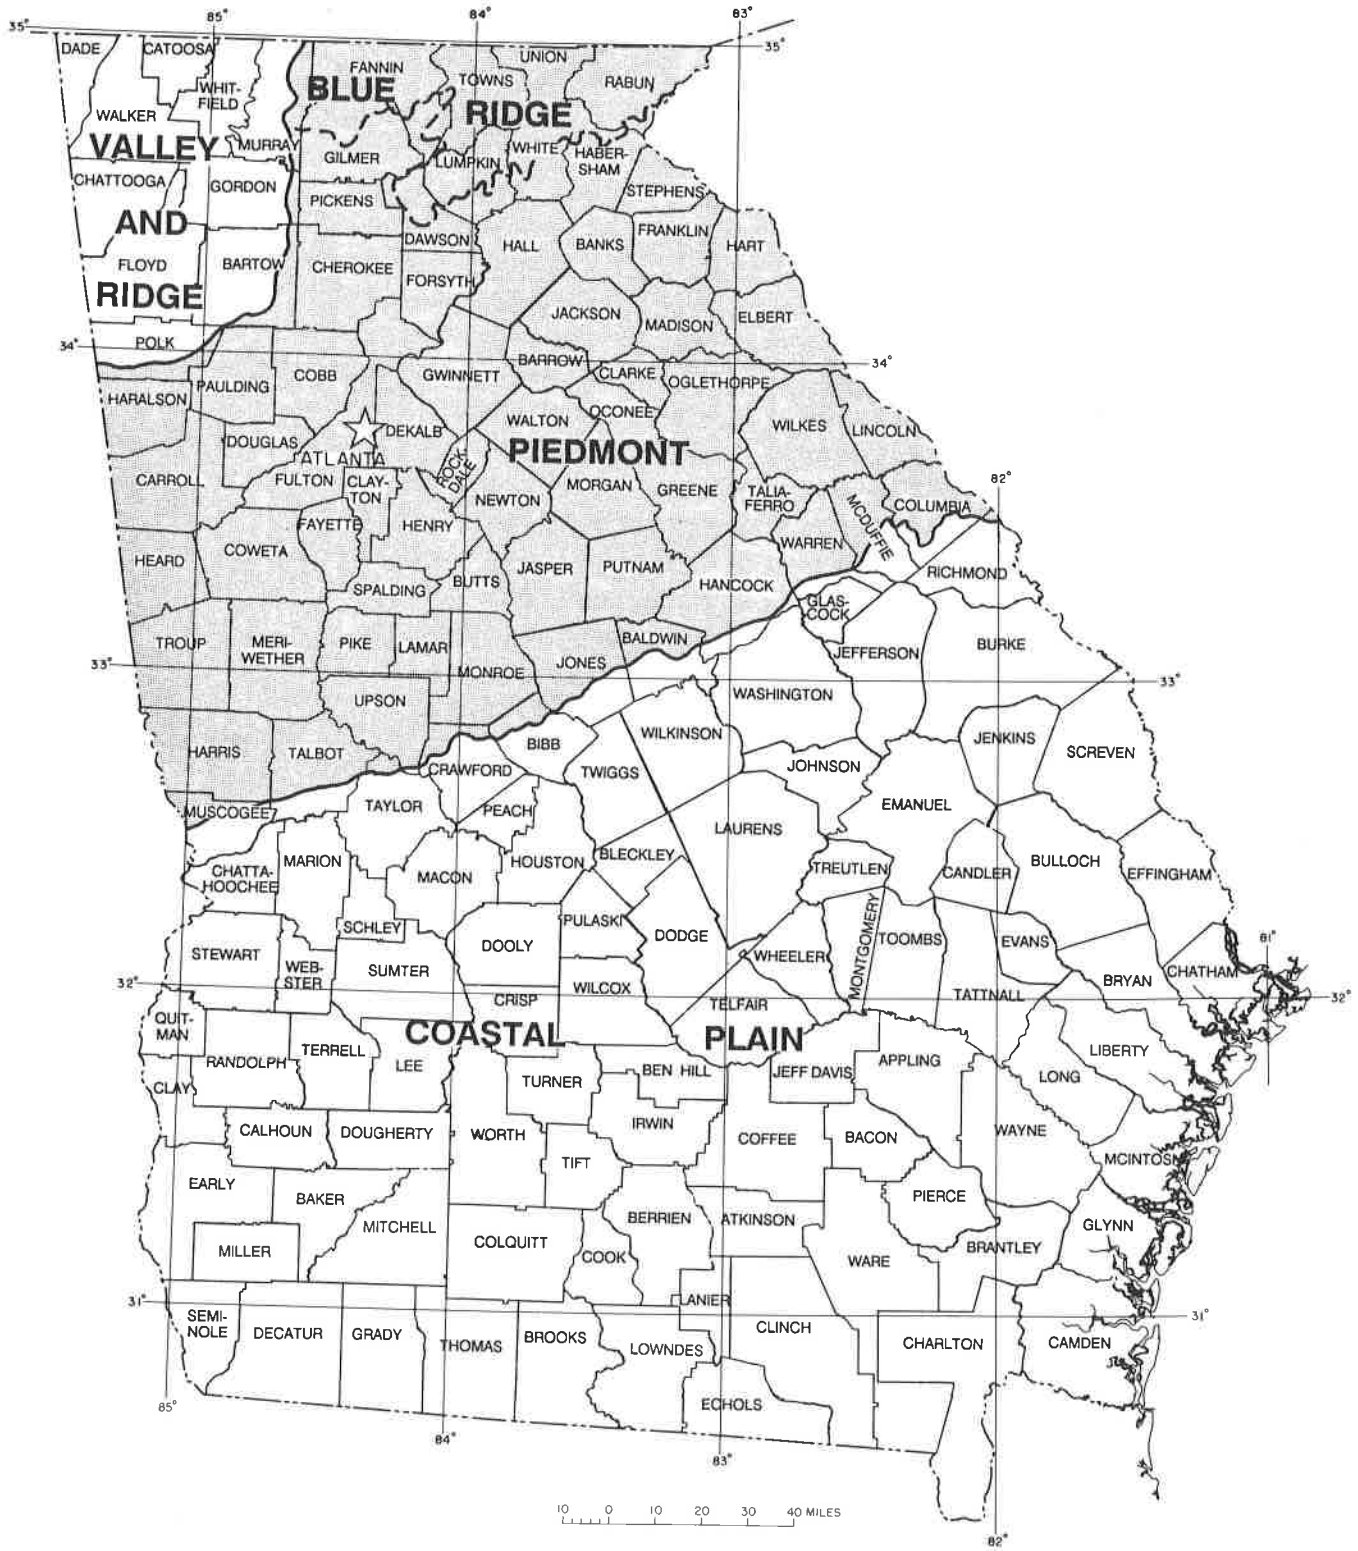 85°
84°
83°
35°
35°
DADE
CATOOSA
FANNIN
UNION
TOWNS
RABUN
WHIT-
FIELD
BLUE
RIDGE
WALKER
VALLEY
MURRAY
GILMER
LUMPKIN
WHITE
HABER-
SHAM
CHATTOOGA
GORDON
PICKENS
STEPHENS
AND
DAWSON
HALL
BANKS
FRANKLIN
HART
FLOYD
BARTOW
CHEROKEE
FORSYTH
RIDGE
JACKSON
MADISON
ELBERT
POLK
34°
34°
BARROW
CLARKE
OGLETHORPE
HARALSON
PAULDING
COBB
GWINNETT
OCONEE
WALTON
WILKES
LINCOLN
DOUGLAS
DEKALB
PIEDMONT
ATLANTA
CARROLL
FULTON
CLAY-
TON
ROCK-
DALE
NEWTON
MORGAN
GREENE
TALIA-
FERRO
MCDUFFIE
COLUMBIA
82°
FAYETTE
HENRY
HEARD
COWETA
WARREN
SPALDING
BUTTS
JASPER
PUTNAM
HANCOCK
RICHMOND
GLAS-
COCK
TROUP
MERI-
WETHER
PIKE
LAMAR
MONROE
JONES
BALDWIN
JEFFERSON
BURKE
33°
33°
UPSON
WASHINGTON
HARRIS
TALBOT
BIBB
WILKINSON
JENKINS
SCREVEN
CRAWFORD
TWIGGS
JOHNSON
MUSCOGEE
TAYLOR
PEACH
EMANUEL
LAURENS
CHATTA-
HOOCHEE
MARION
MACON
HOUSTON
BLECKLEY
TREUTLEN
CANDLER
BULLOCH
EFFINGHAM
SCHLEY
DOOLY
PULASKI
DODGE
MONTGOMERY
TOOMBS
EVANS
STEWART
WEB-
STER
SUMTER
WHEELER
BRYAN
CHATHAM
81°
32°
32°
CRISP
WILCOX
TELFAIR
TATTNALL
QUIT-
MAN
COASTAL
PLAIN
RANDOLPH
TERRELL
LEE
TURNER
BEN HILL
JEFF DAVIS
APPLING
LONG
LIBERTY
CLAY
CALHOUN
DOUGHERTY
WORTH
IRWIN
COFFEE
BACON
WAYNE
TIFT
MCINTOSH
EARLY
BAKER
MITCHELL
BERRIEN
ATKINSON
PIERCE
GLYNN
MILLER
COLQUITT
COOK
WARE
BRANTLEY
31°
31°
LANIER
SEMI-
NOLE
DECATUR
GRADY
THOMAS
BROOKS
LOWNDES
CLINCH
CHARLTON
CAMDEN
ECHOLS
85°
84°
83°
82°
10 0 10 20 30 40 MILES